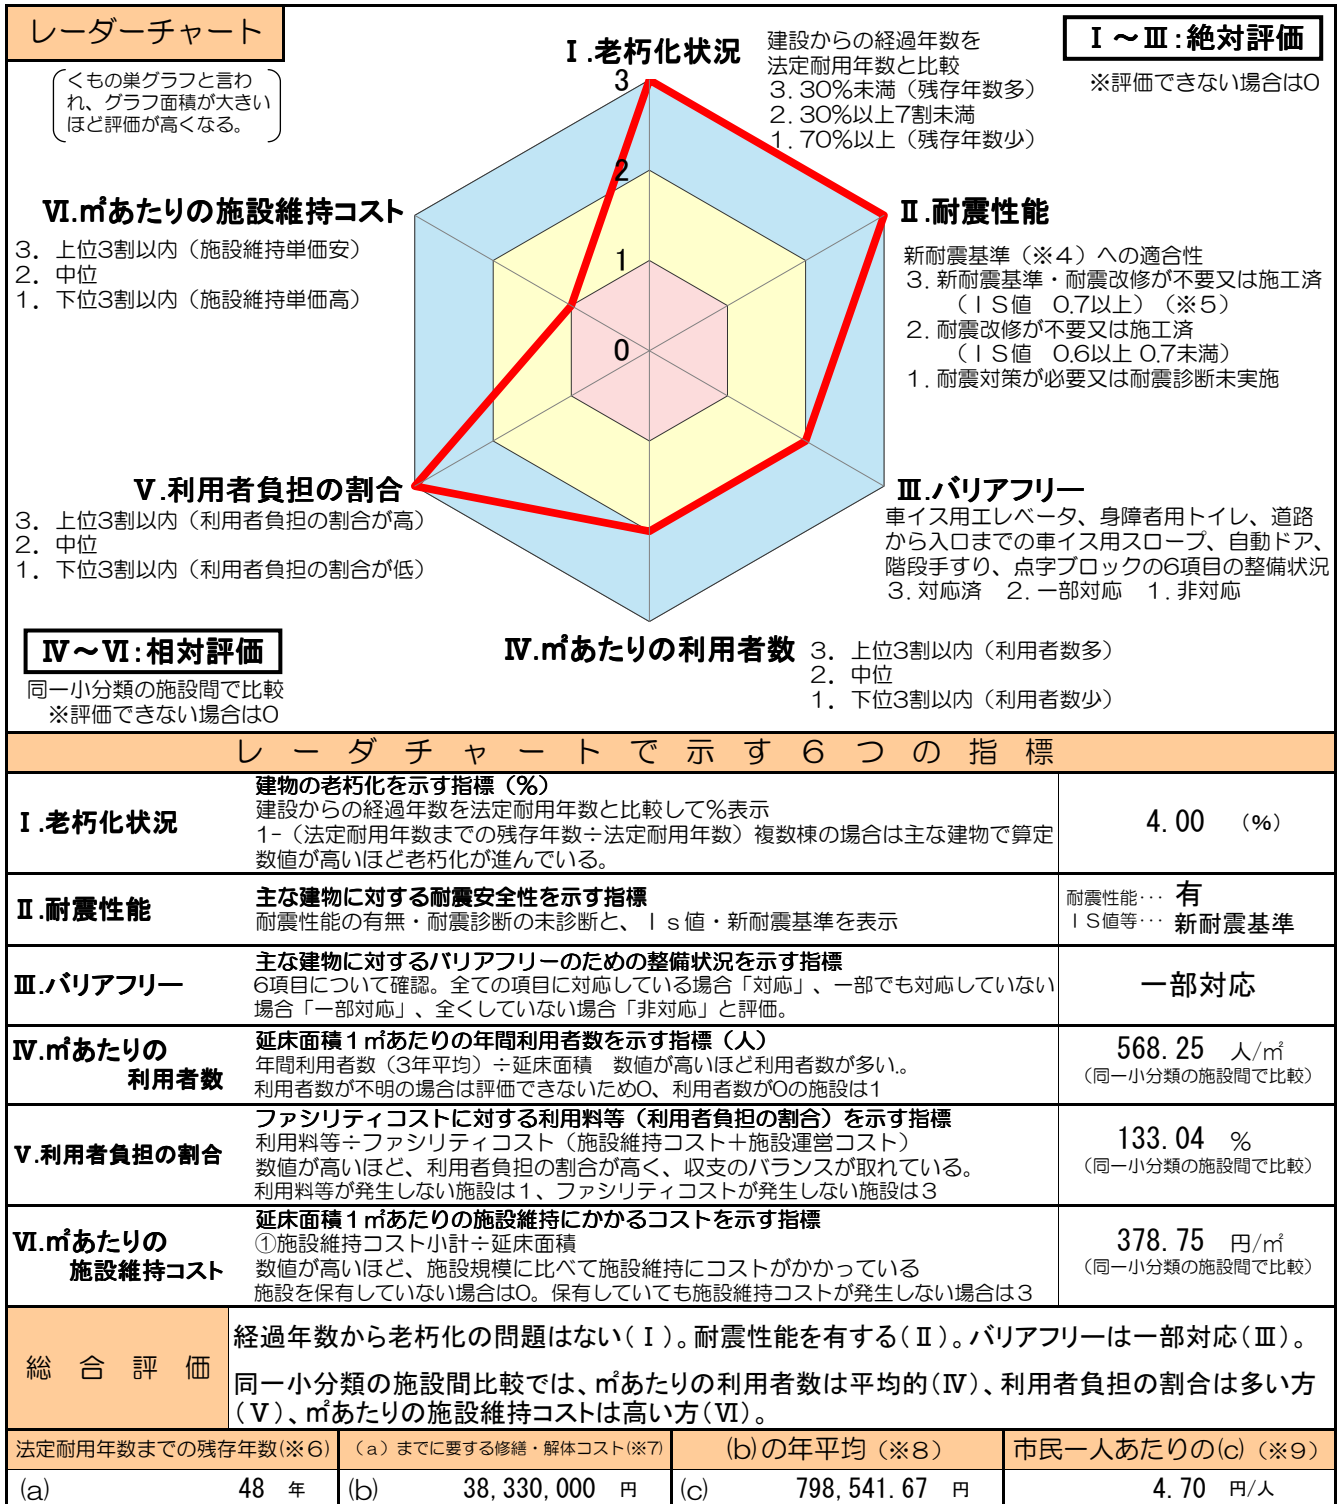 レーダーチャート
くもの巣グラフと言わ
れ、グラフ面積が大きい
ほど評価が高くなる。
Ⅰ.老朽化状況
建設からの経過年数を
法定耐用年数と比較
3.30%未満（残存年数多）
2.30%以上7割未満
1.70%以上（残存年数少）
Ⅰ～Ⅲ:絶対評価
※評価できない場合は0
3
2
1
0
Ⅵ.㎡あたりの施設維持コスト
3. 上位3割以内（施設維持単価安）
2. 中位
1. 下位3割以内（施設維持単価高）
Ⅱ.耐震性能
新耐震基準（※4）への適合性
3.新耐震基準・耐震改修が不要又は施工済
（ＩＳ値　0.7以上）（※5）
2.耐震改修が不要又は施工済
（ＩＳ値　0.6以上 0.7未満）
1.耐震対策が必要又は耐震診断未実施
Ⅴ.利用者負担の割合
3. 上位3割以内（利用者負担の割合が高）
2. 中位
1. 下位3割以内（利用者負担の割合が低）
Ⅲ.バリアフリー
車イス用エレベータ、身障者用トイレ、道路
から入口までの車イス用スロープ、自動ドア、
階段手すり、点字ブロックの6項目の整備状況
3.対応済　2.一部対応　1.非対応
Ⅳ～Ⅵ:相対評価
同一小分類の施設間で比較
※評価できない場合は0
Ⅳ.㎡あたりの利用者数
3. 上位3割以内（利用者数多）
2. 中位
1. 下位3割以内（利用者数少）
レーダチャートで示す６つの指標
Ⅰ.老朽化状況
建物の老朽化を示す指標（%）
建設からの経過年数を法定耐用年数と比較して%表示
1-（法定耐用年数までの残存年数÷法定耐用年数）複数棟の場合は主な建物で算定
数値が高いほど老朽化が進んでいる。
4.00　（%）
Ⅱ.耐震性能
主な建物に対する耐震安全性を示す指標
耐震性能の有無・耐震診断の未診断と、Ｉｓ値・新耐震基準を表示
耐震性能･･･ 有
ＩＳ値等･･･ 新耐震基準
Ⅲ.バリアフリー
主な建物に対するバリアフリーのための整備状況を示す指標
6項目について確認。全ての項目に対応している場合「対応」、一部でも対応していない
場合「一部対応」、全くしていない場合「非対応」と評価。
一部対応
Ⅳ.㎡あたりの
利用者数
延床面積１㎡あたりの年間利用者数を示す指標（人）
年間利用者数（3年平均）÷延床面積　数値が高いほど利用者数が多い。
利用者数が不明の場合は評価できないため0、利用者数が0の施設は1
568.25　人/㎡
（同一小分類の施設間で比較）
Ⅴ.利用者負担の割合
ファシリティコストに対する利用料等（利用者負担の割合）を示す指標
利用料等÷ファシリティコスト（施設維持コスト＋施設運営コスト）
数値が高いほど、利用者負担の割合が高く、収支のバランスが取れている。
利用料等が発生しない施設は１、ファシリティコストが発生しない施設は３
133.04　%
（同一小分類の施設間で比較）
Ⅵ.㎡あたりの
施設維持コスト
延床面積１㎡あたりの施設維持にかかるコストを示す指標
①施設維持コスト小計÷延床面積
数値が高いほど、施設規模に比べて施設維持にコストがかかっている
施設を保有していない場合は0。保有していても施設維持コストが発生しない場合は３
378.75　円/㎡
（同一小分類の施設間で比較）
総合評価
経過年数から老朽化の問題はない(Ⅰ)。耐震性能を有する(Ⅱ)。バリアフリーは一部対応(Ⅲ)。
同一小分類の施設間比較では、㎡あたりの利用者数は平均的(Ⅳ)、利用者負担の割合は多い方
(Ⅴ)、㎡あたりの施設維持コストは高い方(Ⅵ)。
法定耐用年数までの残存年数(※6)
（a）までに要する修繕・解体コスト(※7)
(b)の年平均（※8）
市民一人あたりの(c)（※9）
(a)　48　年
(b)　38,330,000　円
(c)　798,541.67　円
4.70　円/人